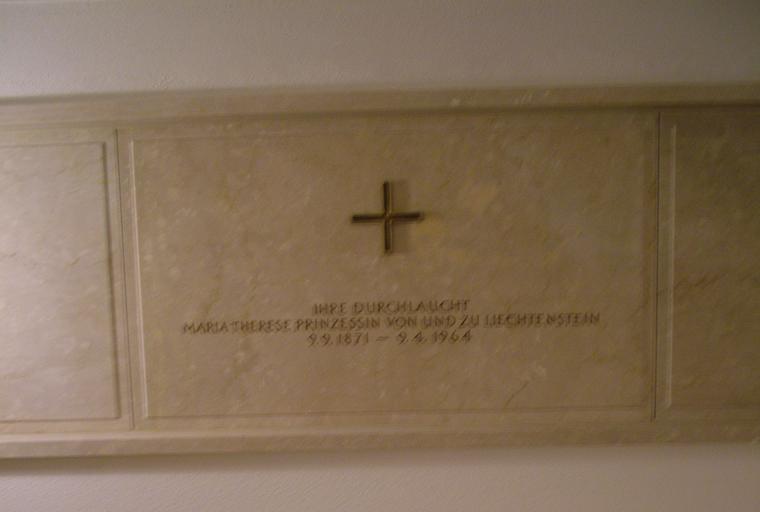 IHRE DURCHLAUCHT
MARIA THERESE PRINZESSIN VON UND ZU LIECHTENSTEIN
9.9.1871 – 9.4.1964